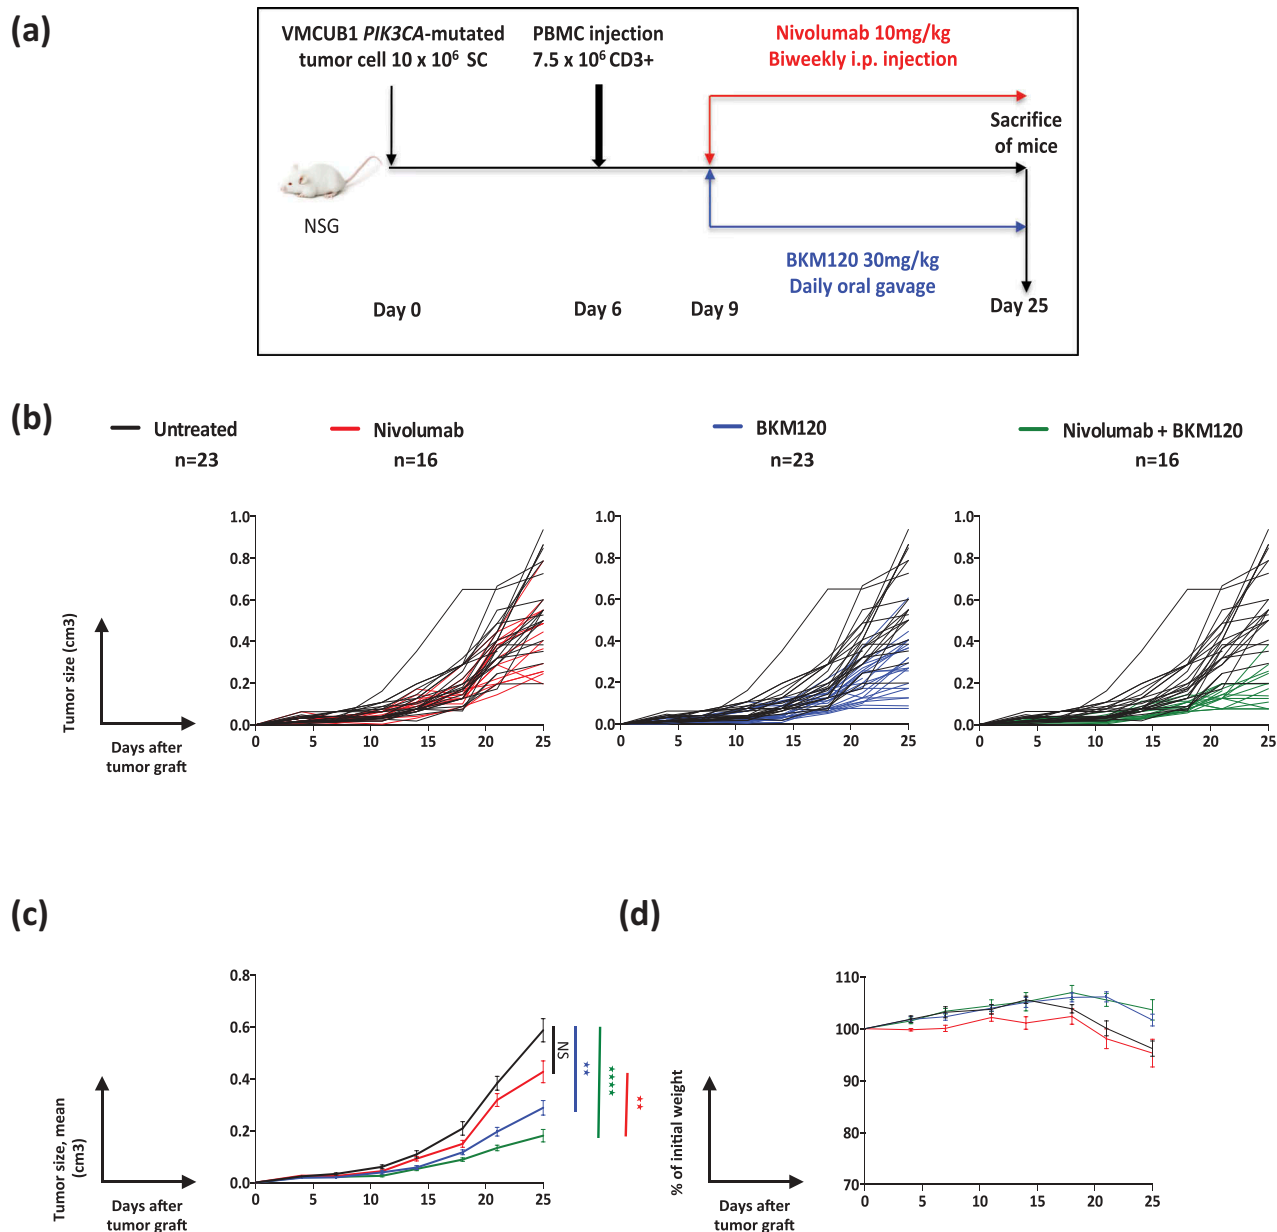 (a)
VMCUB1 PIK3CA-mutated
tumor cell 10 x 10⁶ SC
PBMC injection
7.5 x 10⁶ CD3+
Nivolumab 10mg/kg
Biweekly i.p. injection
Sacrifice
of mice
NSG
BKM120 30mg/kg
Daily oral gavage
Day 0
Day 6
Day 9
Day 25
(b)
Untreated
n=23
Nivolumab
n=16
BKM120
n=23
Nivolumab + BKM120
n=16
Tumor size (cm3)
Days after
tumor graft
1.0
0.8
0.6
0.4
0.2
0.0
0 5 10 15 20 25
1.0
0.8
0.6
0.4
0.2
0.0
0 5 10 15 20 25
1.0
0.8
0.6
0.4
0.2
0.0
0 5 10 15 20 25
(c)
Tumor size, mean
(cm3)
Days after
tumor graft
0.8
0.6
0.4
0.2
0.0
0 5 10 15 20 25
NS
**
****
**
(d)
% of initial weight
Days after
tumor graft
110
100
90
80
70
0 5 10 15 20 25